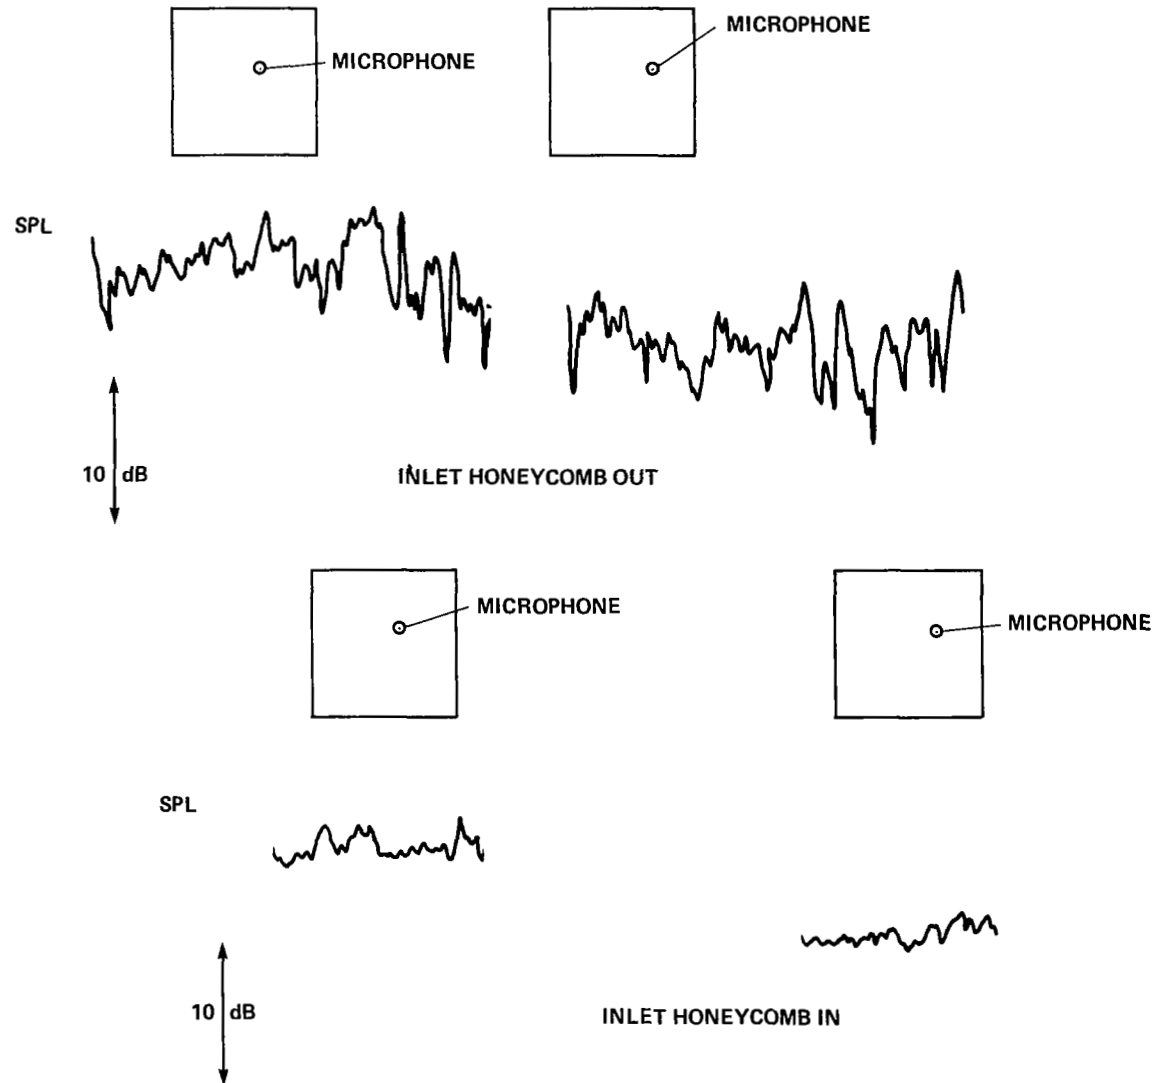 MICROPHONE
MICROPHONE
SPL
10 dB
INLET HONEYCOMB OUT
MICROPHONE
MICROPHONE
SPL
10 dB
INLET HONEYCOMB IN